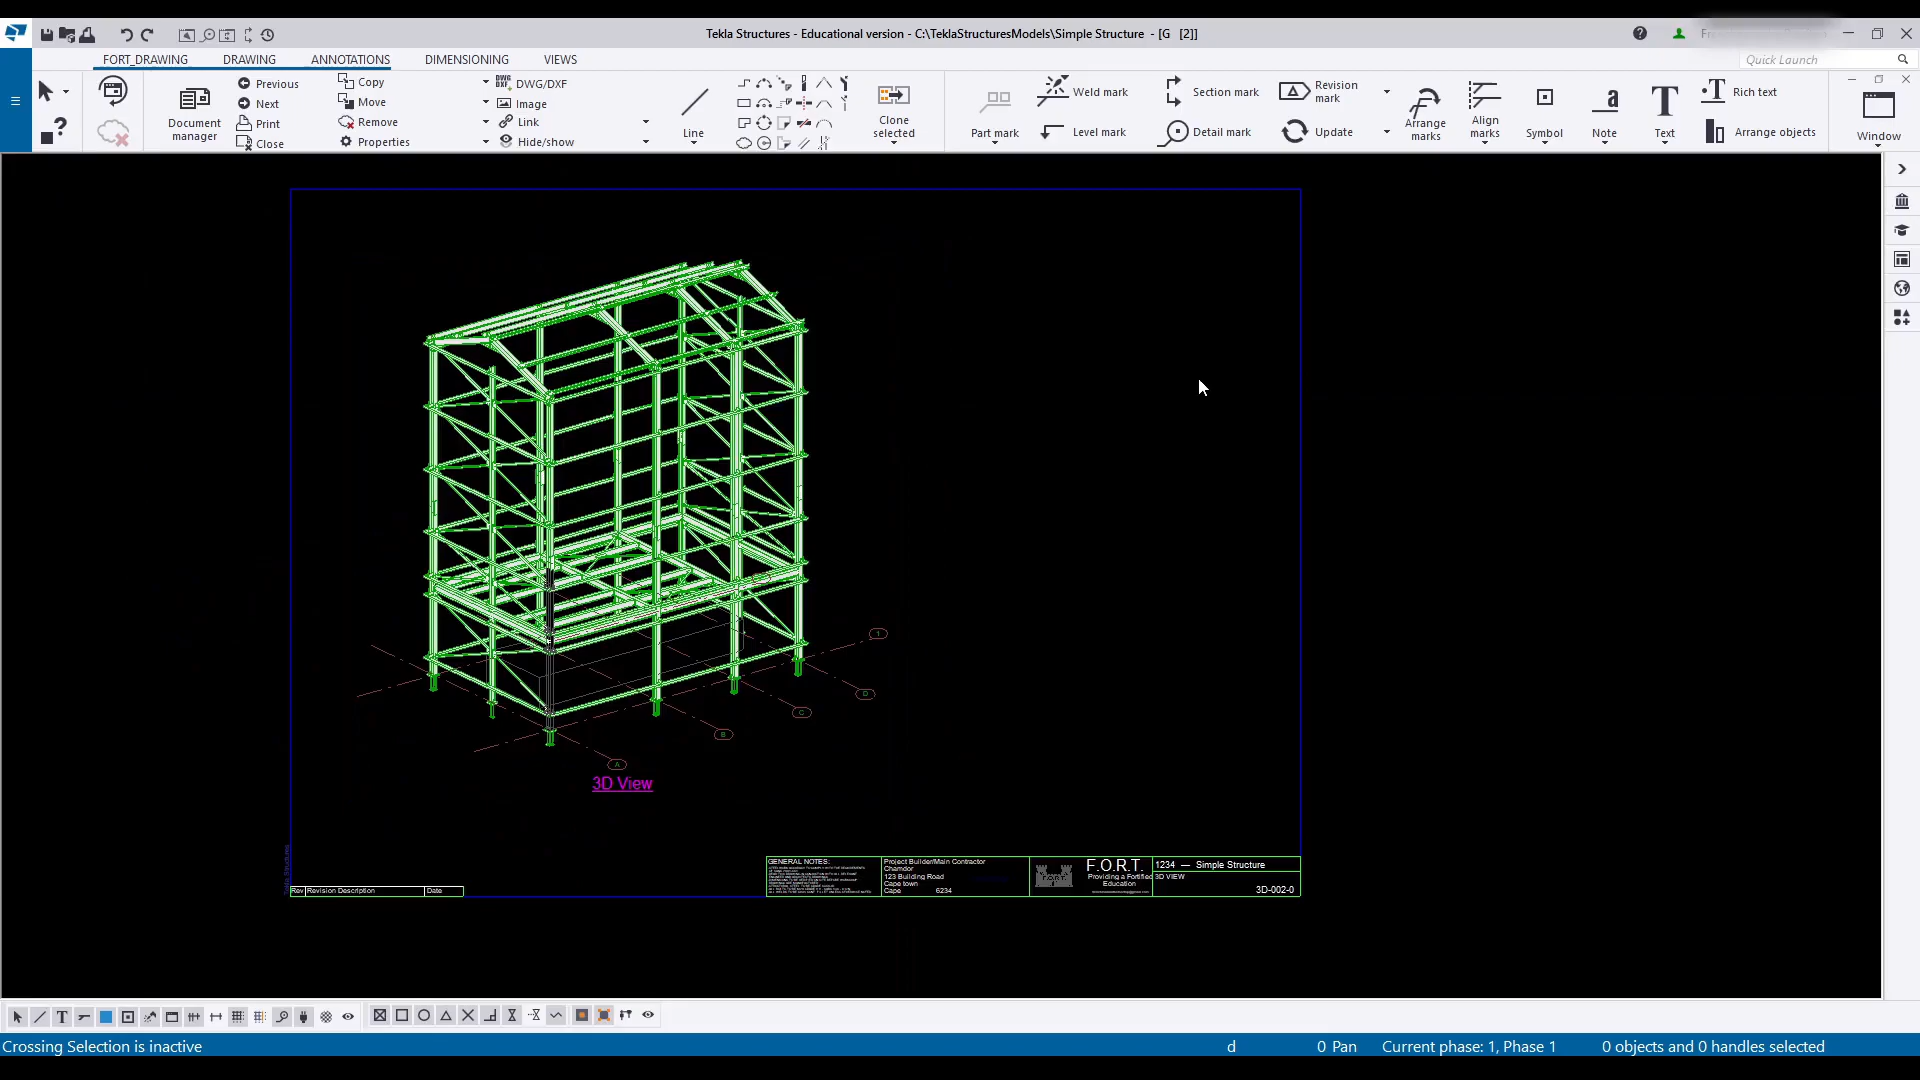 Tekla Structures - Educational version - C:\TeklaStructuresModels\Simple Structure - [G [2]]
FORT_DRAWING DRAWING ANNOTATIONS DIMENSIONING VIEWS
Quick Launch
Document manager
Previous
Next
Print
Close
Copy
Move
Remove
Properties
DWG/DXF
Image
Link
Hide/show
Line
Clone selected
Part mark
Weld mark
Level mark
Section mark
Detail mark
Revision mark
Update
Arrange marks
Align marks
Symbol
Note
Text
Rich text
Arrange objects
Window
1
D
C
B
A
3D View
Tekla Structures
Rev Revision Description Date
GENERAL NOTES:
Project Builder/Main Contractor
Chamdor
123 Building Road
Cape town
Cape 6234
F.O.R.T.
Providing a Fortified
Education
1234 — Simple Structure
3D VIEW
3D-002-0
Crossing Selection is inactive
d 0 Pan Current phase: 1, Phase 1 0 objects and 0 handles selected